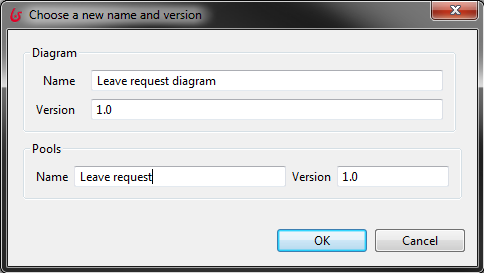 Choose a new name and version
Diagram
Name Leave request diagram
Version 1.0
Pools
Name Leave request Version 1.0
OK Cancel